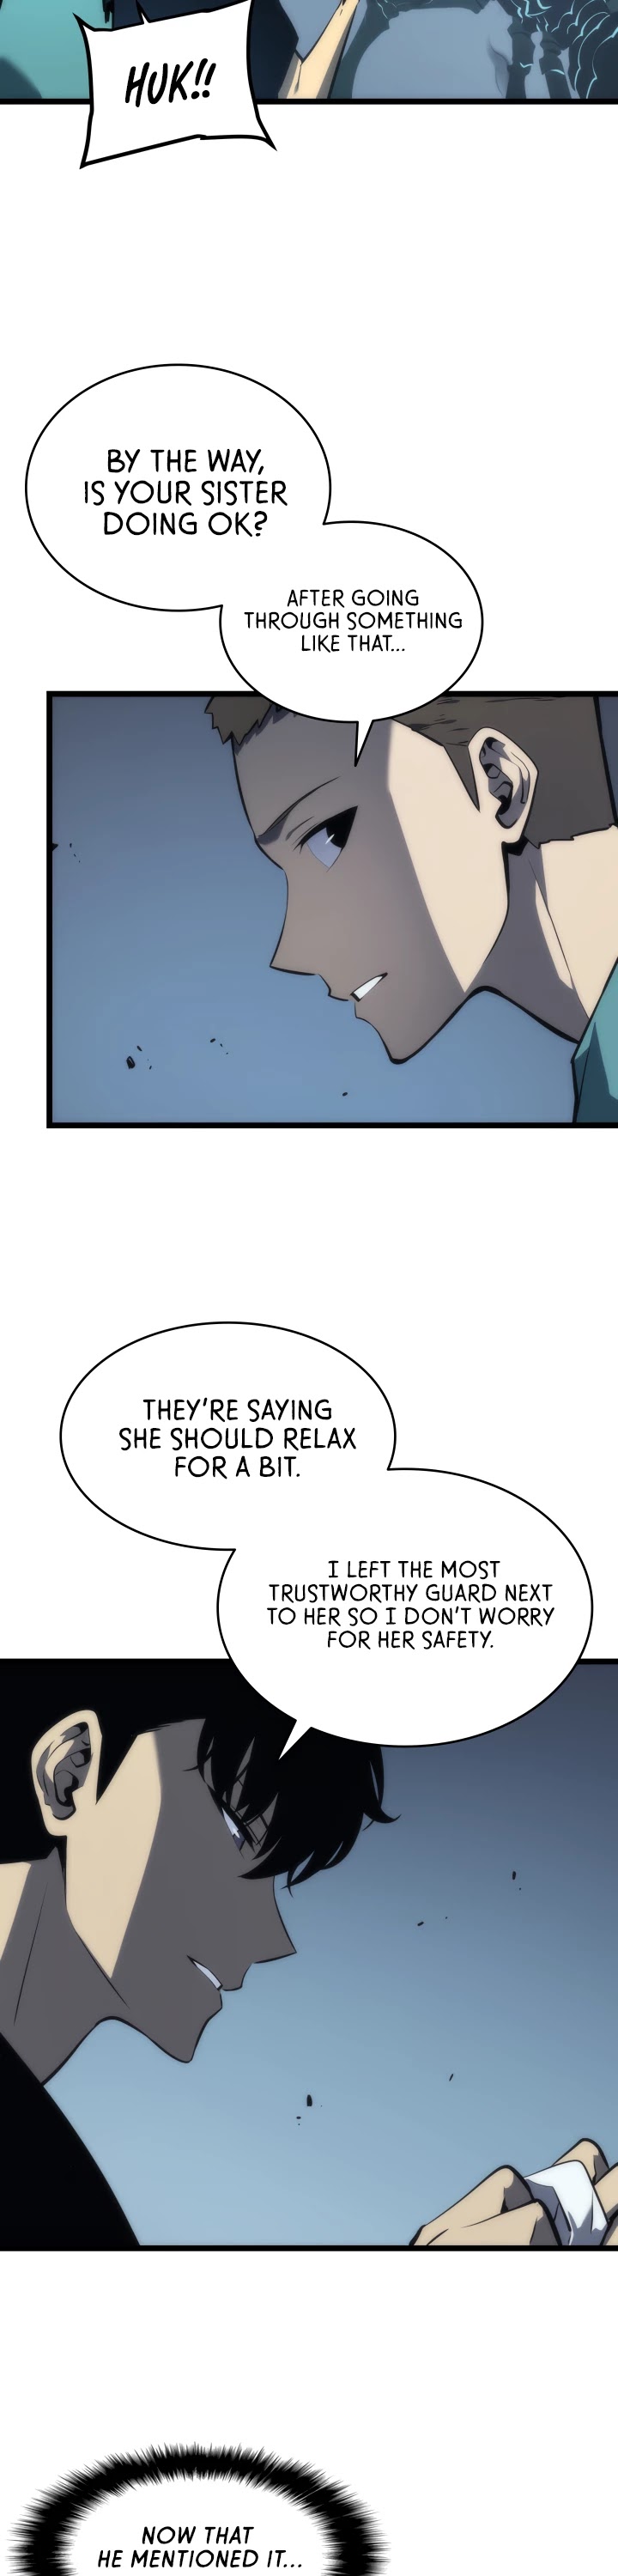 HUK!!
BY THE WAY,
IS YOUR SISTER
DOING OK?
AFTER GOING
THROUGH SOMETHING
LIKE THAT...
THEY'RE SAYING
SHE SHOULD RELAX
FOR A BIT.
I LEFT THE MOST
TRUSTWORTHY GUARD NEXT
TO HER SO I DON'T WORRY
FOR HER SAFETY.
NOW THAT
HE MENTIONED IT...